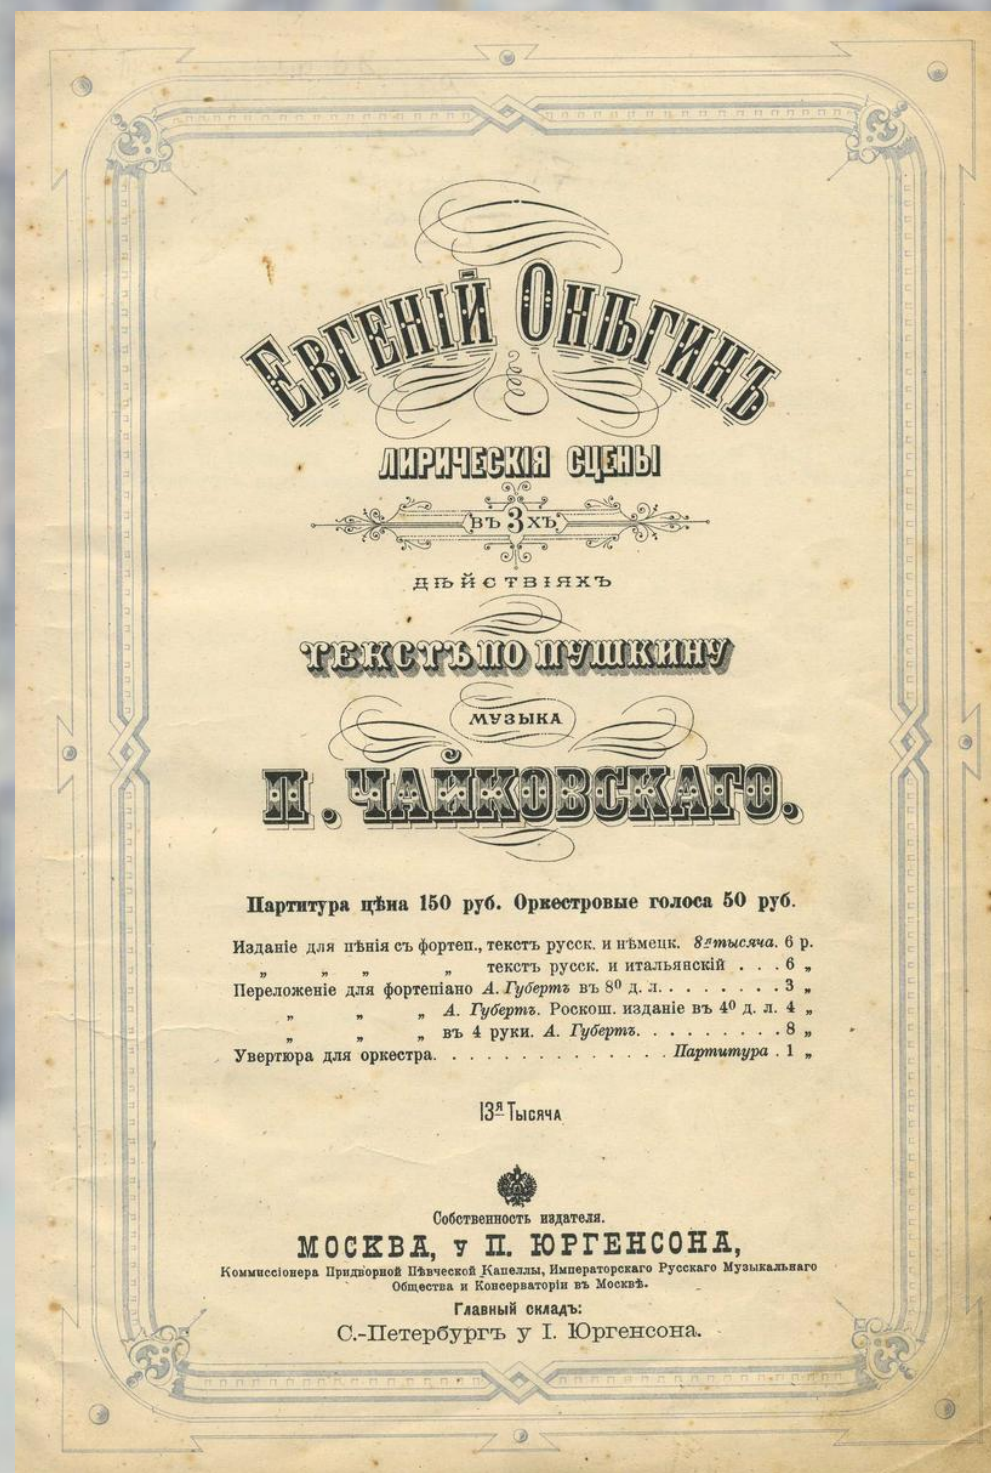 ЕВГЕНІЙ ОНѢГИНЪ
ЛИРИЧЕСКІЯ СЦЕНЫ
ВЪ 3ХЪ
ДѢЙСТВІЯХЪ
ТЕКСТЪ ПО ПУШКИНУ
МУЗЫКА
П. ЧАЙКОВСКАГО.
Партитура цѣна 150 руб. Оркестровые голоса 50 руб.
Изданіе для пѣнія съ фортеп., текстъ русск. и нѣмецк. 8я тысяча. 6 р.
„ „ „ „ текстъ русск. и итальянскій . . . 6 „
Переложеніе для фортепіано А. Губертъ въ 8º д. л. . . . . . . . 3 „
„ „ „ А. Губертъ. Роскош. изданіе въ 4º д. л. 4 „
„ „ „ въ 4 руки. А. Губертъ. . . . . . . . . 8 „
Увертюра для оркестра. . . . . . . . . . . . . . Партитура . 1 „
13я Тысяча
Собственность издателя.
МОСКВА, у П. ЮРГЕНСОНА,
Коммиссіонера Придворной Пѣвческой Капеллы, Императорскаго Русскаго Музыкальнаго
Общества и Консерваторіи въ Москвѣ.
Главный складъ:
С.-Петербургъ у І. Юргенсона.